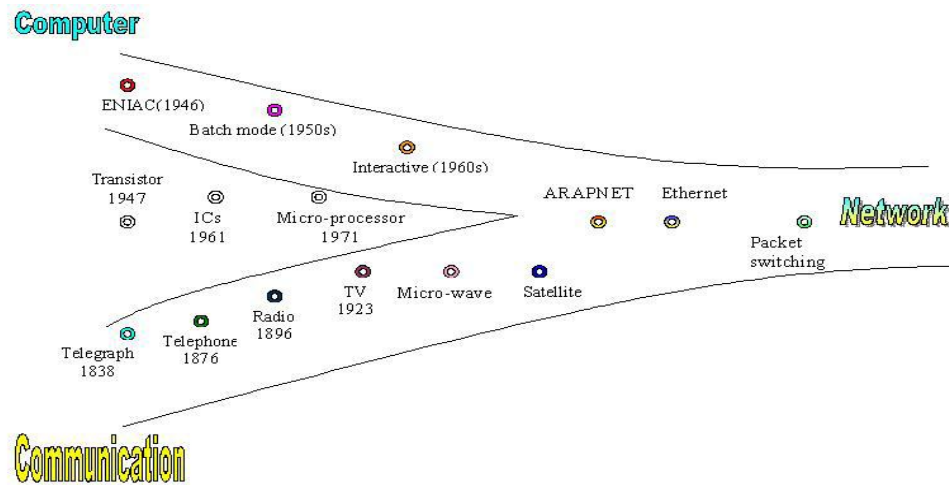 Computer
ENIAC(1946)
Batch mode (1950s)
Interactive (1960s)
Transistor
1947
ICs
1961
Micro-processor
1971
ARAPNET
Ethernet
Network
Packet
switching
Telegraph
1838
Telephone
1876
Radio
1896
TV
1923
Micro-wave
Satellite
Communication